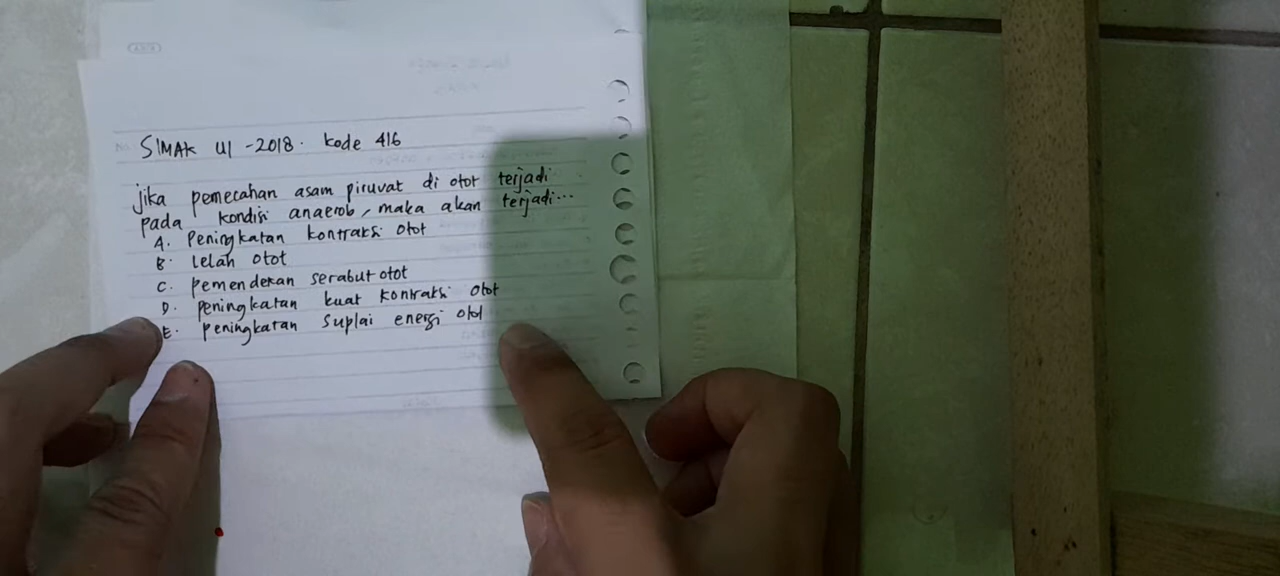 SIMAK UI - 2018. kode 416
jika pemecahan asam piruvat di otot terjadi
pada kondisi anaerob, maka akan terjadi...
A. Peningkatan kontraksi otot
B. lelah otot
C. pemendekan serabut otot
D. peningkatan kuat kontraksi otot
E. peningkatan suplai energi otot